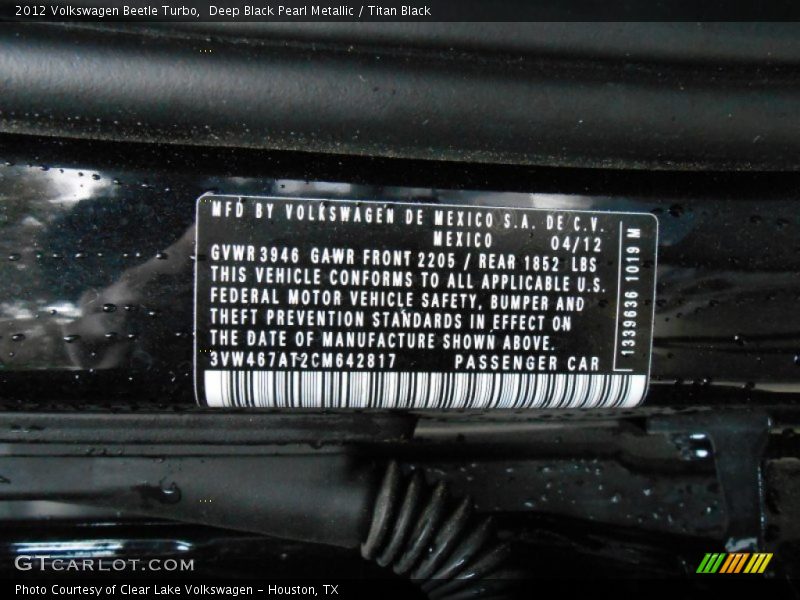 2012 Volkswagen Beetle Turbo,  Deep Black Pearl Metallic / Titan Black
MFD BY VOLKSWAGEN DE MEXICO S.A. DE C.V.
MEXICO 04/12
GVWR 3946 GAWR FRONT 2205 / REAR 1852 LBS
THIS VEHICLE CONFORMS TO ALL APPLICABLE U.S.
FEDERAL MOTOR VEHICLE SAFETY, BUMPER AND
THEFT PREVENTION STANDARDS IN EFFECT ON
THE DATE OF MANUFACTURE SHOWN ABOVE.
3VW467AT2CM642817 PASSENGER CAR
1339636 1019 M
GTCARLOT.COM
Photo Courtesy of Clear Lake Volkswagen - Houston, TX